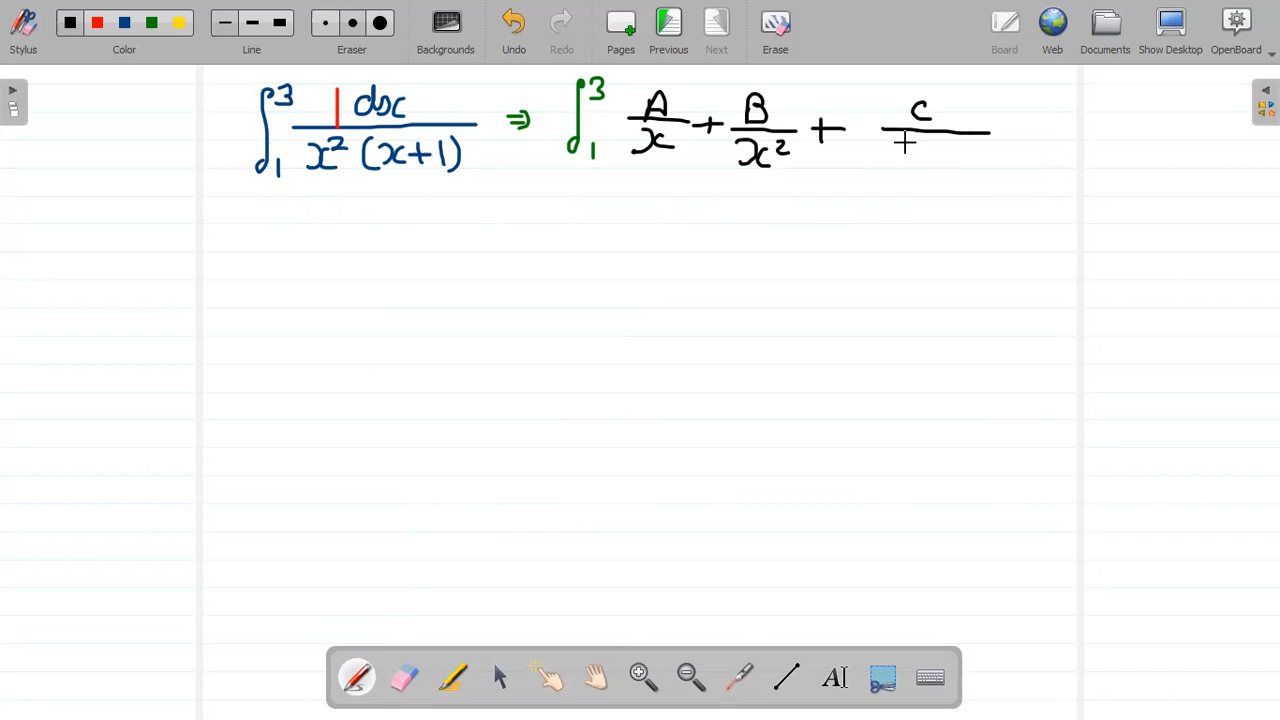 Stylus Color Line Eraser Backgrounds Undo Redo Pages Previous Next Erase Board Web Documents Show Desktop OpenBoard
∫₁³ 1 dx / x² (x+1) ⇒ ∫₁³ A/x + B/x² + C/